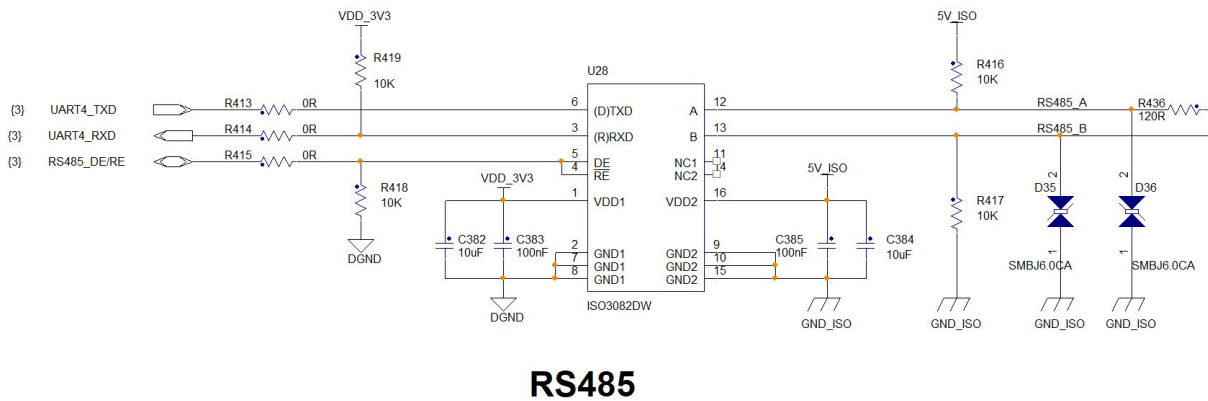 VDD_3V3
5V_ISO
R419
10K
U28
R416
10K
{3} UART4_TXD R413 0R 6 (D)TXD A 12 RS485_A R436
120R
{3} UART4_RXD R414 0R 3 (R)RXD B 13 RS485_B
{3} RS485_DE/RE R415 0R 5 DE NC1 11
4 RE NC2 14
R418
10K
DGND
VDD_3V3
1 VDD1 VDD2 16
5V_ISO
R417
10K
2 D35 2 D36
C382
10uF
C383
100nF
C385
100nF
C384
10uF
2 GND1 GND2 9
7 GND1 GND2 10
8 GND1 GND2 15
1 1
SMBJ6.0CA SMBJ6.0CA
ISO3082DW
DGND
GND_ISO GND_ISO GND_ISO GND_ISO
RS485